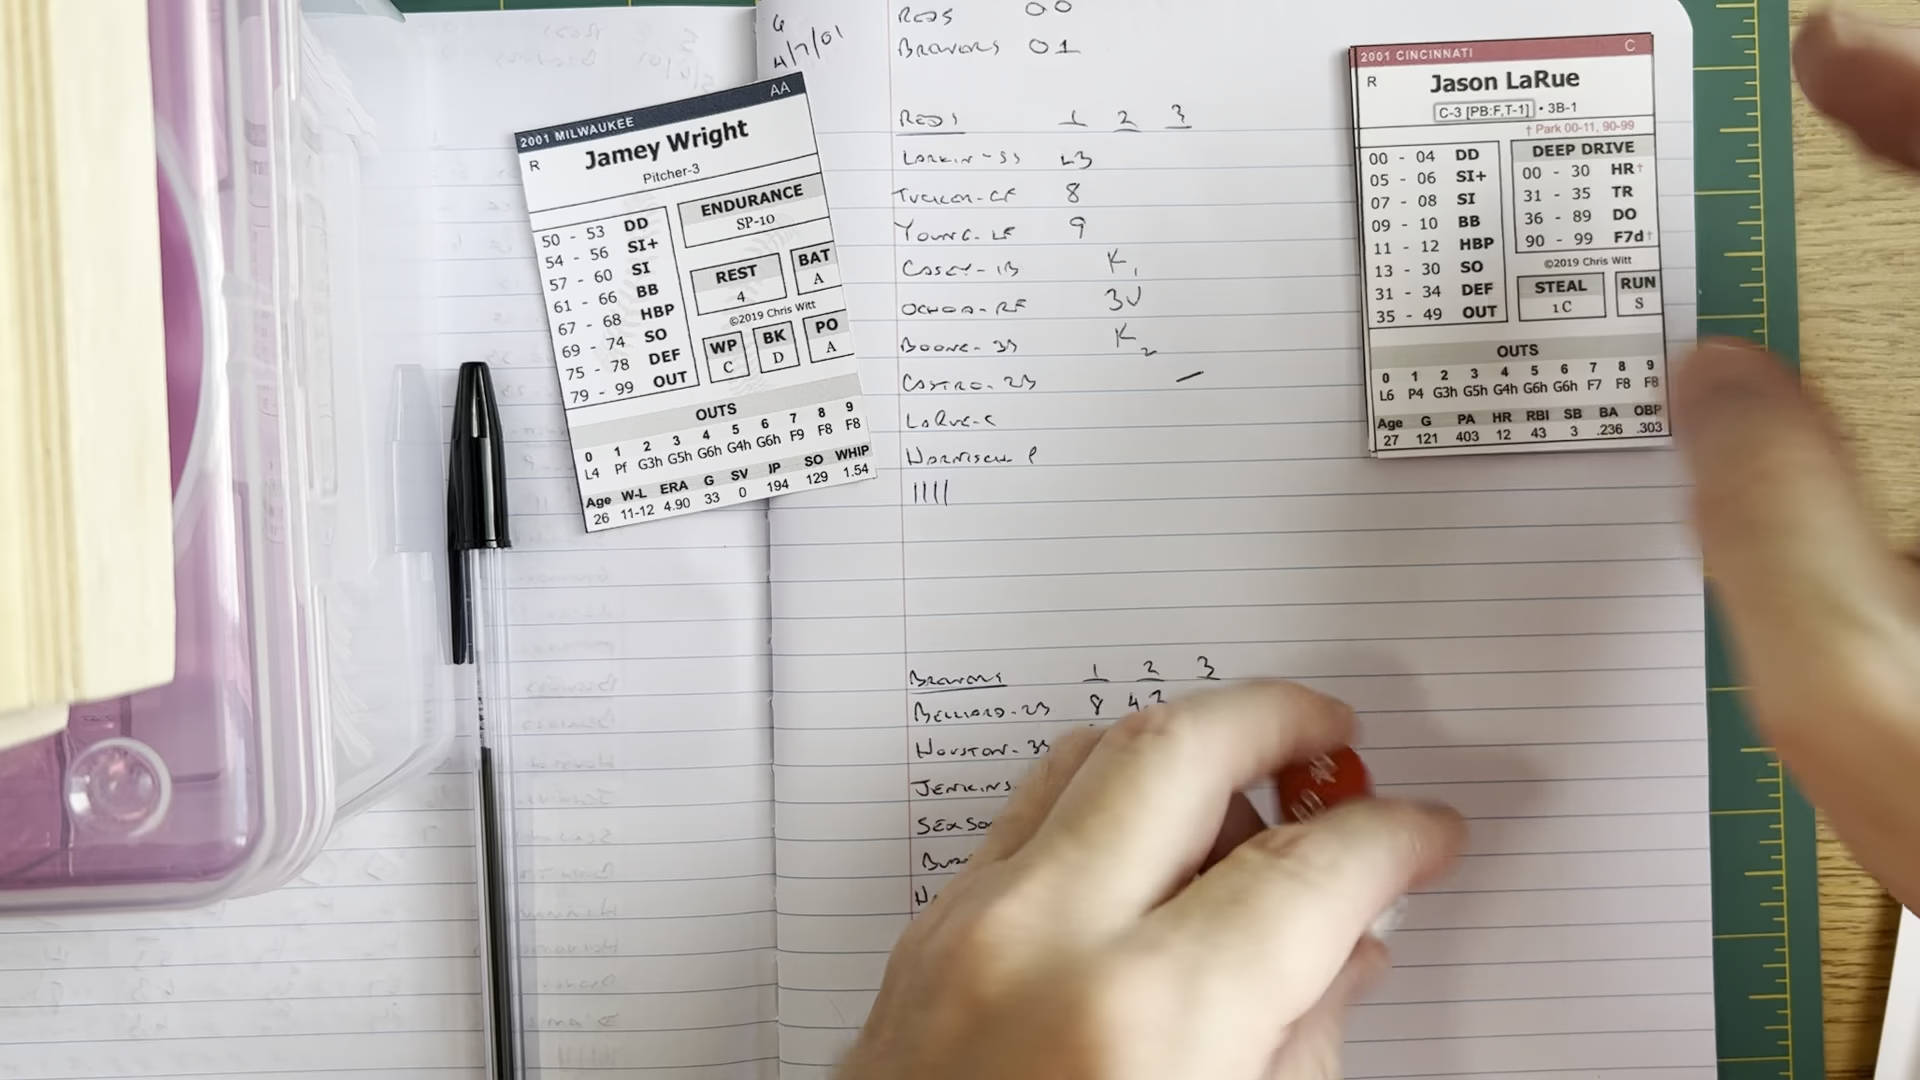 2001 MILWAUKEE AA
R Jamey Wright
Pitcher-3
50 - 53 DD
54 - 56 SI+
57 - 60 SI
61 - 66 BB
67 - 68 HBP
69 - 74 SO
75 - 78 DEF
79 - 99 OUT
ENDURANCE
SP-10
REST
4
BAT
A
©2019 Chris Witt
WP
C
BK
D
PO
A
OUTS
0 1 2 3 4 5 6 7 8 9
L4 Pf G3h G5h G6h G4h G6h F9 F8 F8
Age W-L ERA G SV IP SO WHIP
26 11-12 4.90 33 0 194 129 1.54
4/7/01
REDS 00
BREWERS 01
REDS 1 2 3
LARKIN-SS L3
TUCKER-CF 8
YOUNG-LF 9
CASEY-1B K1
OCHOA-RF 3U
BOONE-3B K2
CASTRO-2B –
LARUE-C
HARNISCH-P
||||
BREWERS 1 2 3
BELLIARD-2B 8 4.3
HOUSTON-3B
JENKINS
2001 CINCINNATI C
R Jason LaRue
C-3 [PB:F,T-1] • 3B-1
† Park 00-11, 90-99
00 - 04 DD
05 - 06 SI+
07 - 08 SI
09 - 10 BB
11 - 12 HBP
13 - 30 SO
31 - 34 DEF
35 - 49 OUT
DEEP DRIVE
00 - 30 HR†
31 - 35 TR
36 - 89 DO
90 - 99 F7d†
©2019 Chris Witt
STEAL
1C
RUN
S
OUTS
0 1 2 3 4 5 6 7 8 9
L6 P4 G3h G5h G4h G6h G6h F7 F8 F8
Age G PA HR RBI SB BA OBP
27 121 403 12 43 3 .236 .303